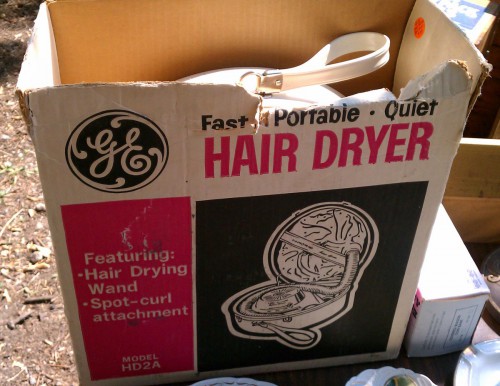 GE
Fast · Portable · Quiet
HAIR DRYER
Featuring:
· Hair Drying
Wand
· Spot-curl
attachment
MODEL
HD2A